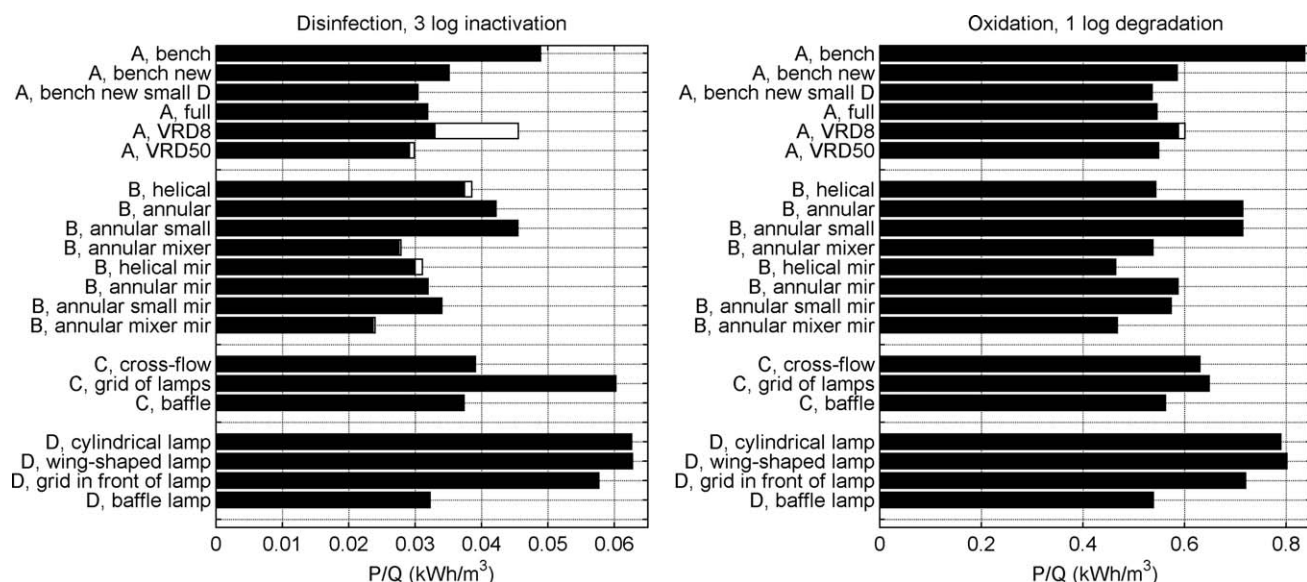 Disinfection, 3 log inactivation
A, bench
A, bench new
A, bench new small D
A, full
A, VRD8
A, VRD50
B, helical
B, annular
B, annular small
B, annular mixer
B, helical mir
B, annular mir
B, annular small mir
B, annular mixer mir
C, cross-flow
C, grid of lamps
C, baffle
D, cylindrical lamp
D, wing-shaped lamp
D, grid in front of lamp
D, baffle lamp
0 0.01 0.02 0.03 0.04 0.05 0.06
P/Q (kWh/m³)
Oxidation, 1 log degradation
A, bench
A, bench new
A, bench new small D
A, full
A, VRD8
A, VRD50
B, helical
B, annular
B, annular small
B, annular mixer
B, helical mir
B, annular mir
B, annular small mir
B, annular mixer mir
C, cross-flow
C, grid of lamps
C, baffle
D, cylindrical lamp
D, wing-shaped lamp
D, grid in front of lamp
D, baffle lamp
0 0.2 0.4 0.6 0.8
P/Q (kWh/m³)